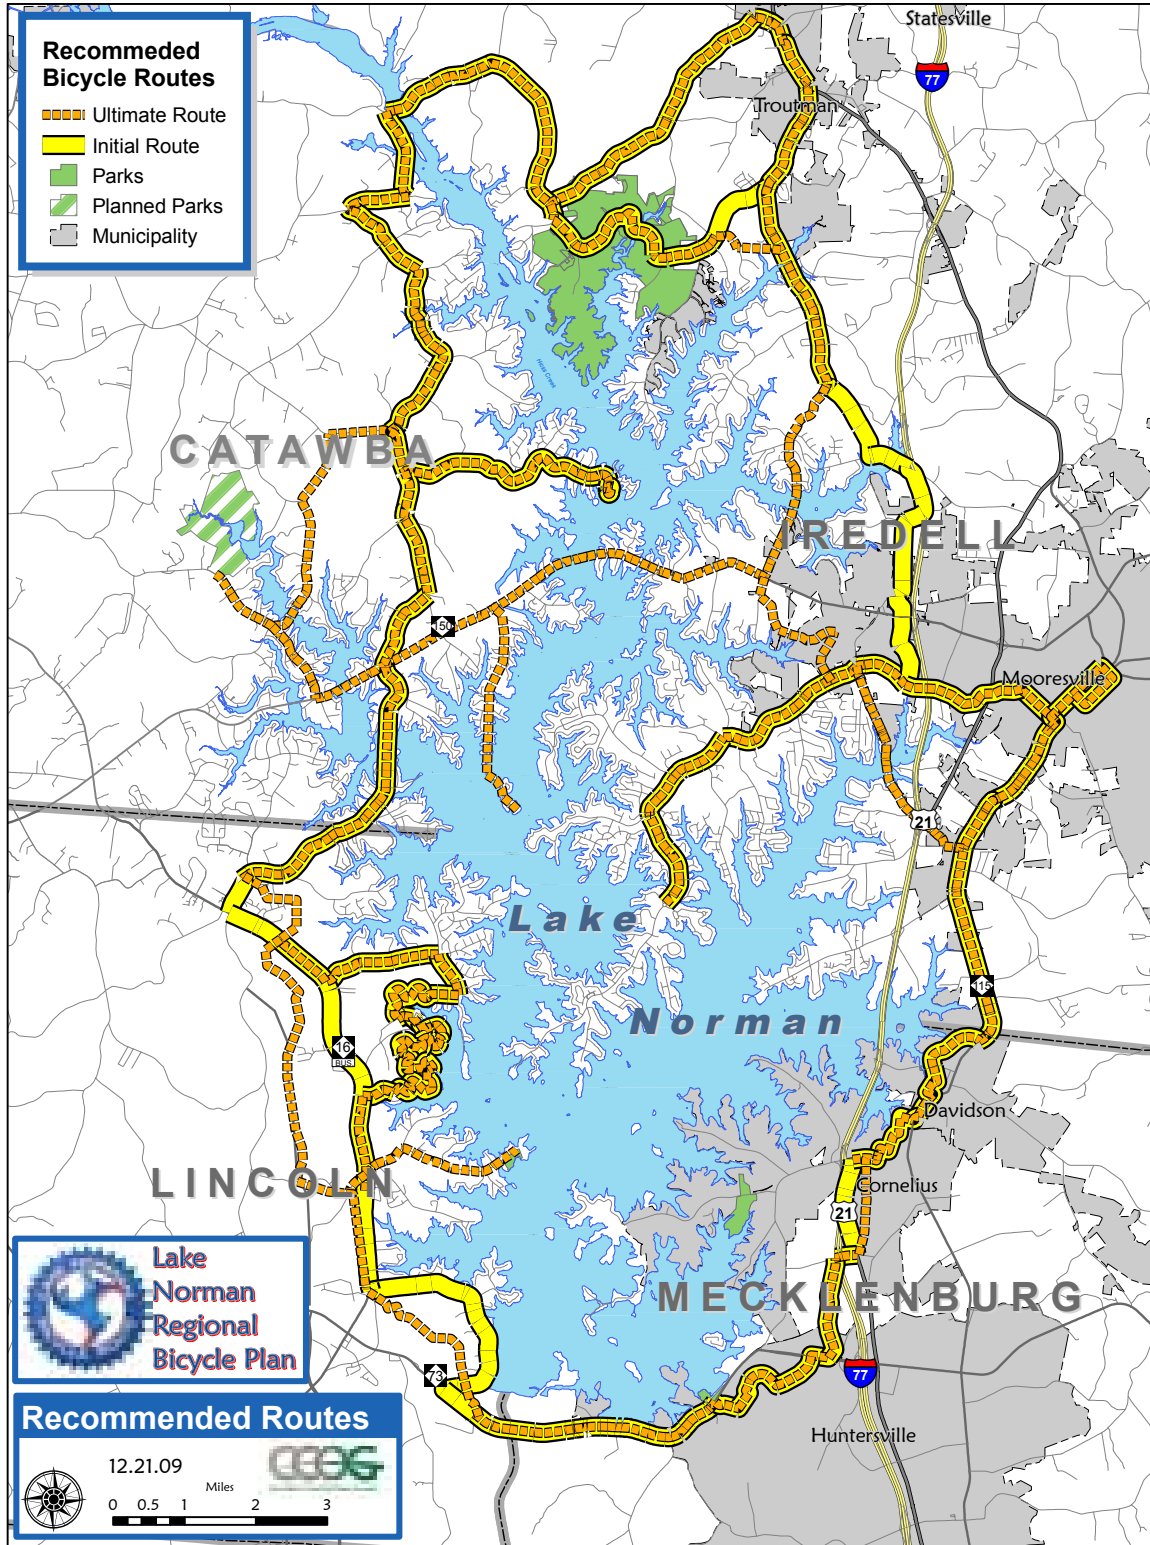 Recommeded
Bicycle Routes
Ultimate Route
Initial Route
Parks
Planned Parks
Municipality
Statesville
77
Troutman
Hicks Creek
CATAWBA
IREDELL
150
Mooresville
21
Lake
Norman
115
16
BUS
Davidson
LINCOLN
Cornelius
21
MECKLENBURG
73
77
Huntersville
Lake
Norman
Regional
Bicycle Plan
Recommended Routes
12.21.09
Miles
0 0.5 1 2 3